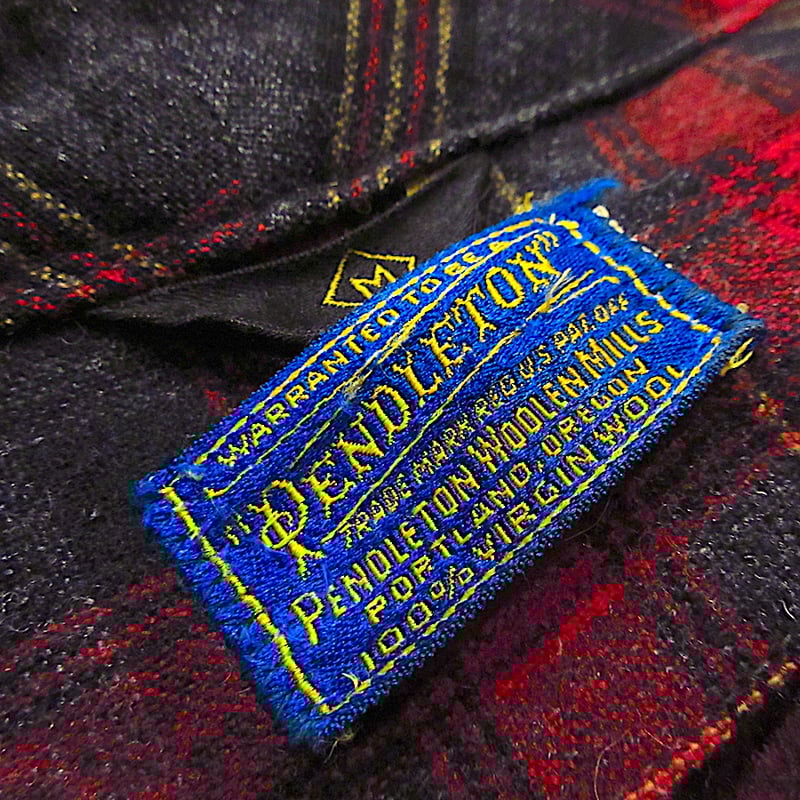 M
WARRANTED TO BE A
"PENDLETON"
TRADE MARK REG. U.S. PAT. OFF.
PENDLETON WOOLEN MILLS
PORTLAND, OREGON
100% VIRGIN WOOL